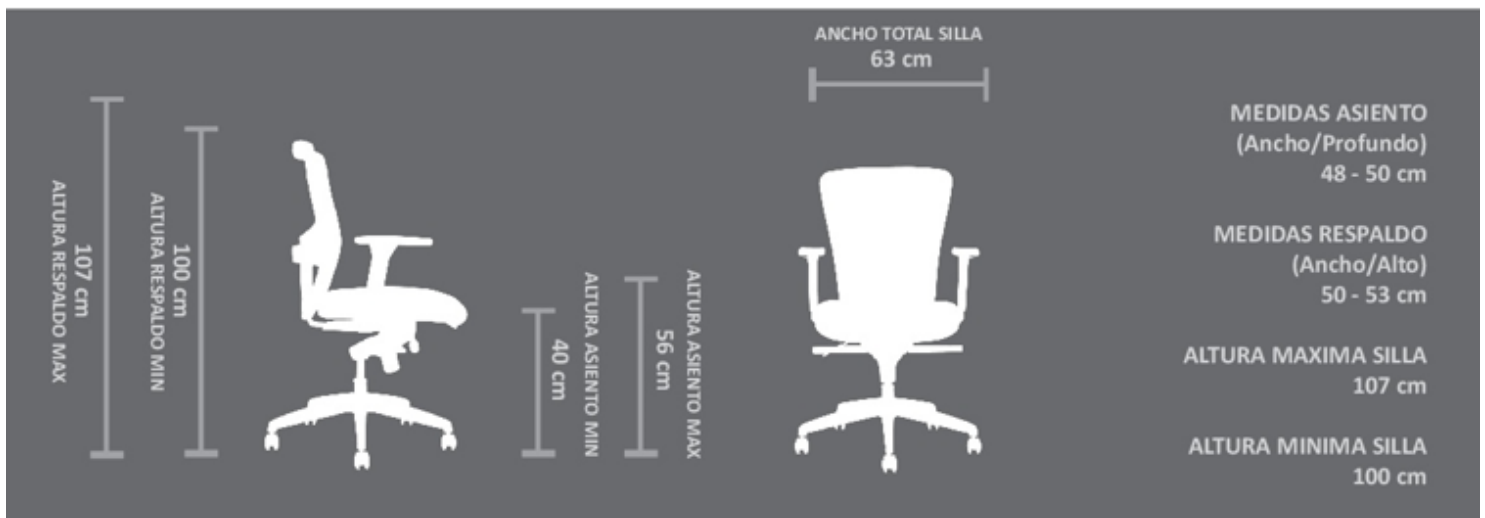 ANCHO TOTAL SILLA
63 cm
107 cm
ALTURA RESPALDO MAX
100 cm
ALTURA RESPALDO MIN
40 cm
ALTURA ASIENTO MIN
56 cm
ALTURA ASIENTO MAX
MEDIDAS ASIENTO
(Ancho/Profundo)
48 - 50 cm
MEDIDAS RESPALDO
(Ancho/Alto)
50 - 53 cm
ALTURA MAXIMA SILLA
107 cm
ALTURA MINIMA SILLA
100 cm